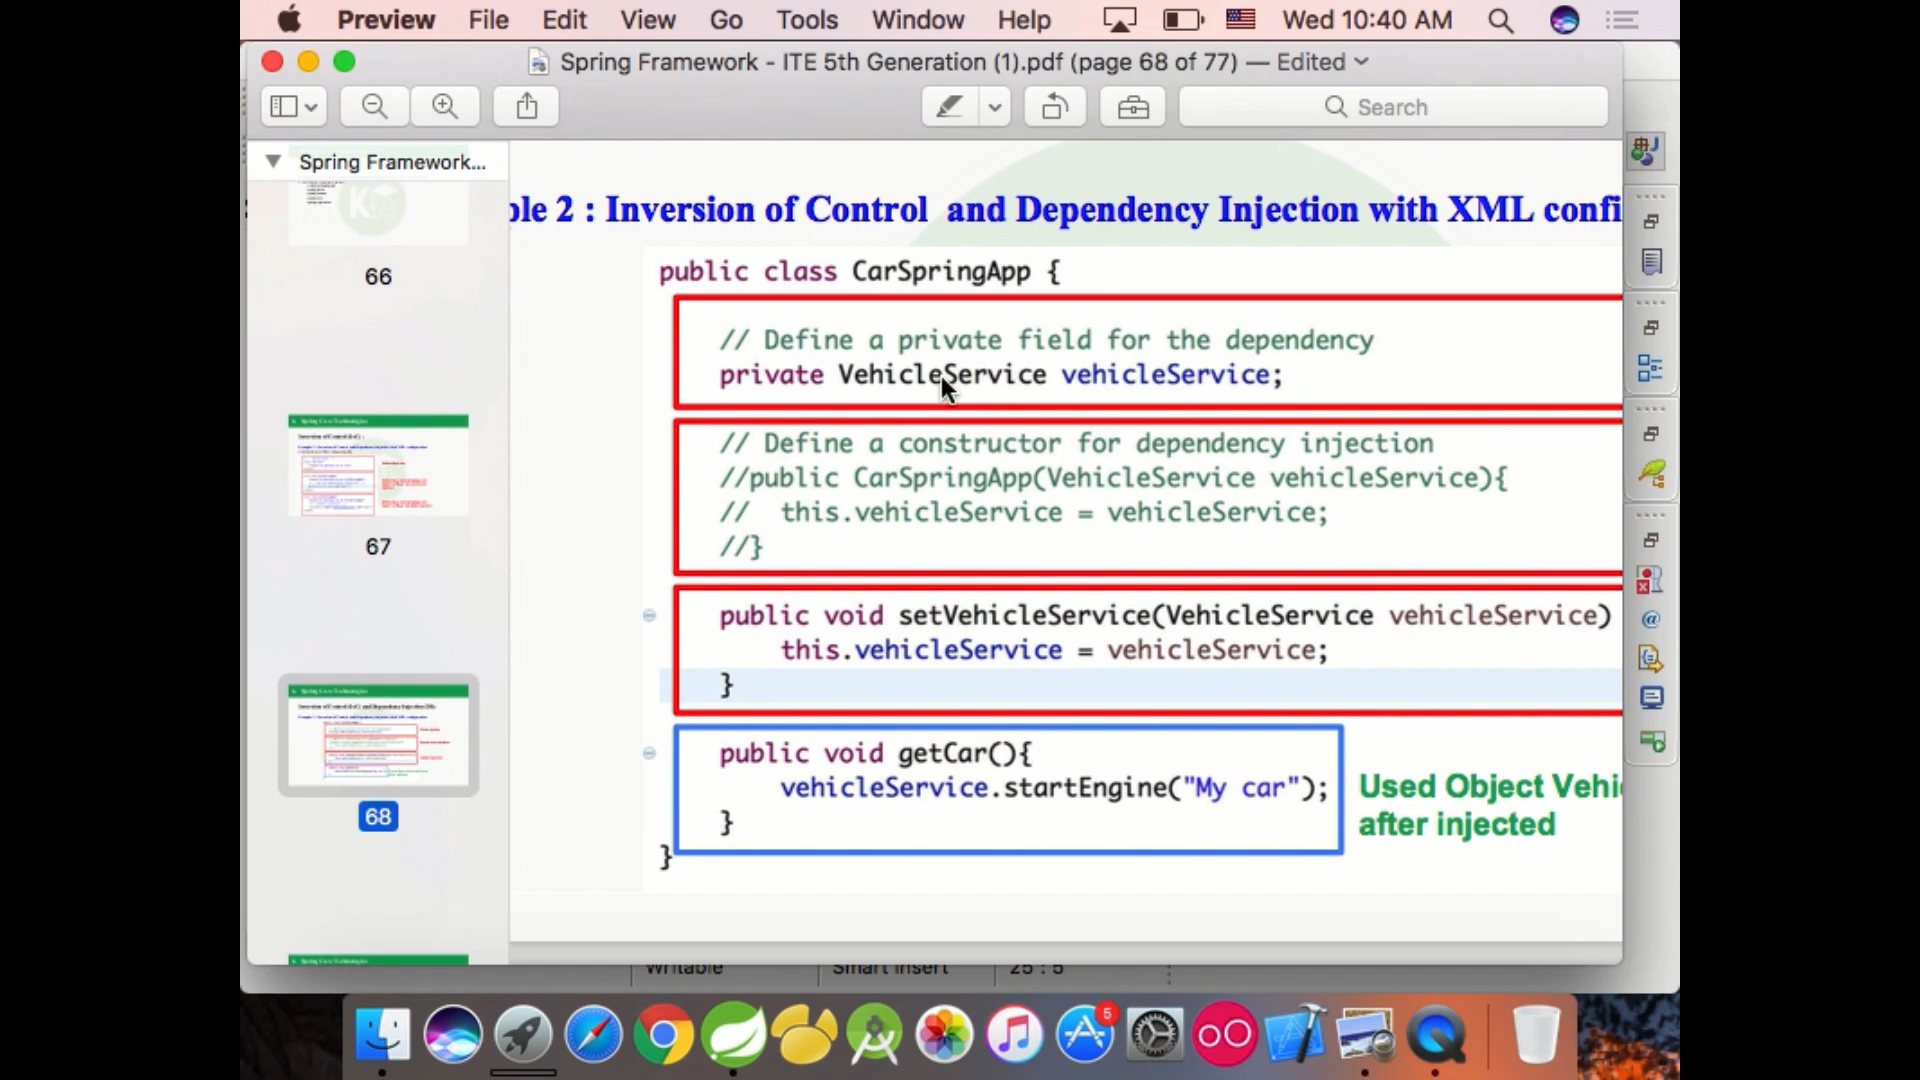 Preview File Edit View Go Tools Window Help Wed 10:40 AM
Spring Framework - ITE 5th Generation (1).pdf (page 68 of 77) — Edited
Search
Spring Framework...
66
67
68
ple 2 : Inversion of Control and Dependency Injection with XML confi
public class CarSpringApp {
// Define a private field for the dependency
private VehicleService vehicleService;
// Define a constructor for dependency injection
//public CarSpringApp(VehicleService vehicleService){
// this.vehicleService = vehicleService;
//}
public void setVehicleService(VehicleService vehicleService)
this.vehicleService = vehicleService;
}
public void getCar(){
vehicleService.startEngine("My car");
}
}
Used Object Vehi
after injected
Writable Smart Insert 25 : 5
5